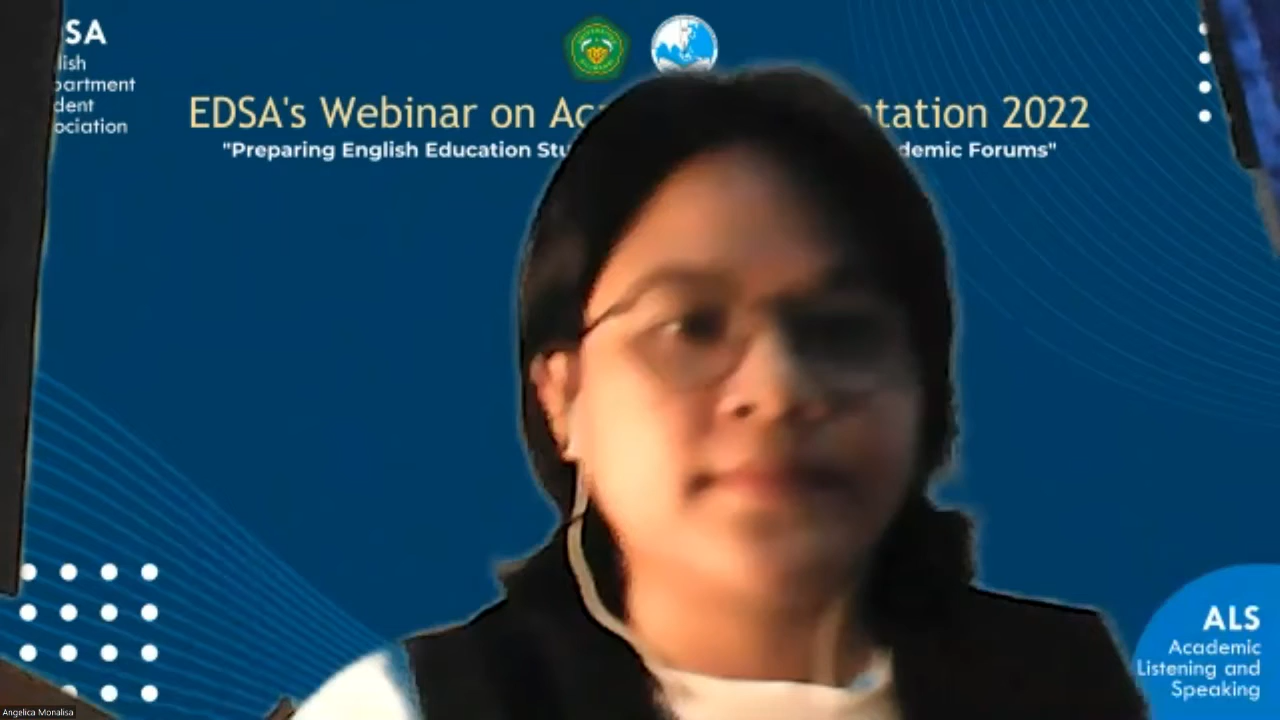 SA
lish
partment
dent
ociation
EDSA's Webinar on Ac ntation 2022
"Preparing English Education Stu demic Forums"
ALS
Academic
Listening and
Speaking
Angelica Monalisa